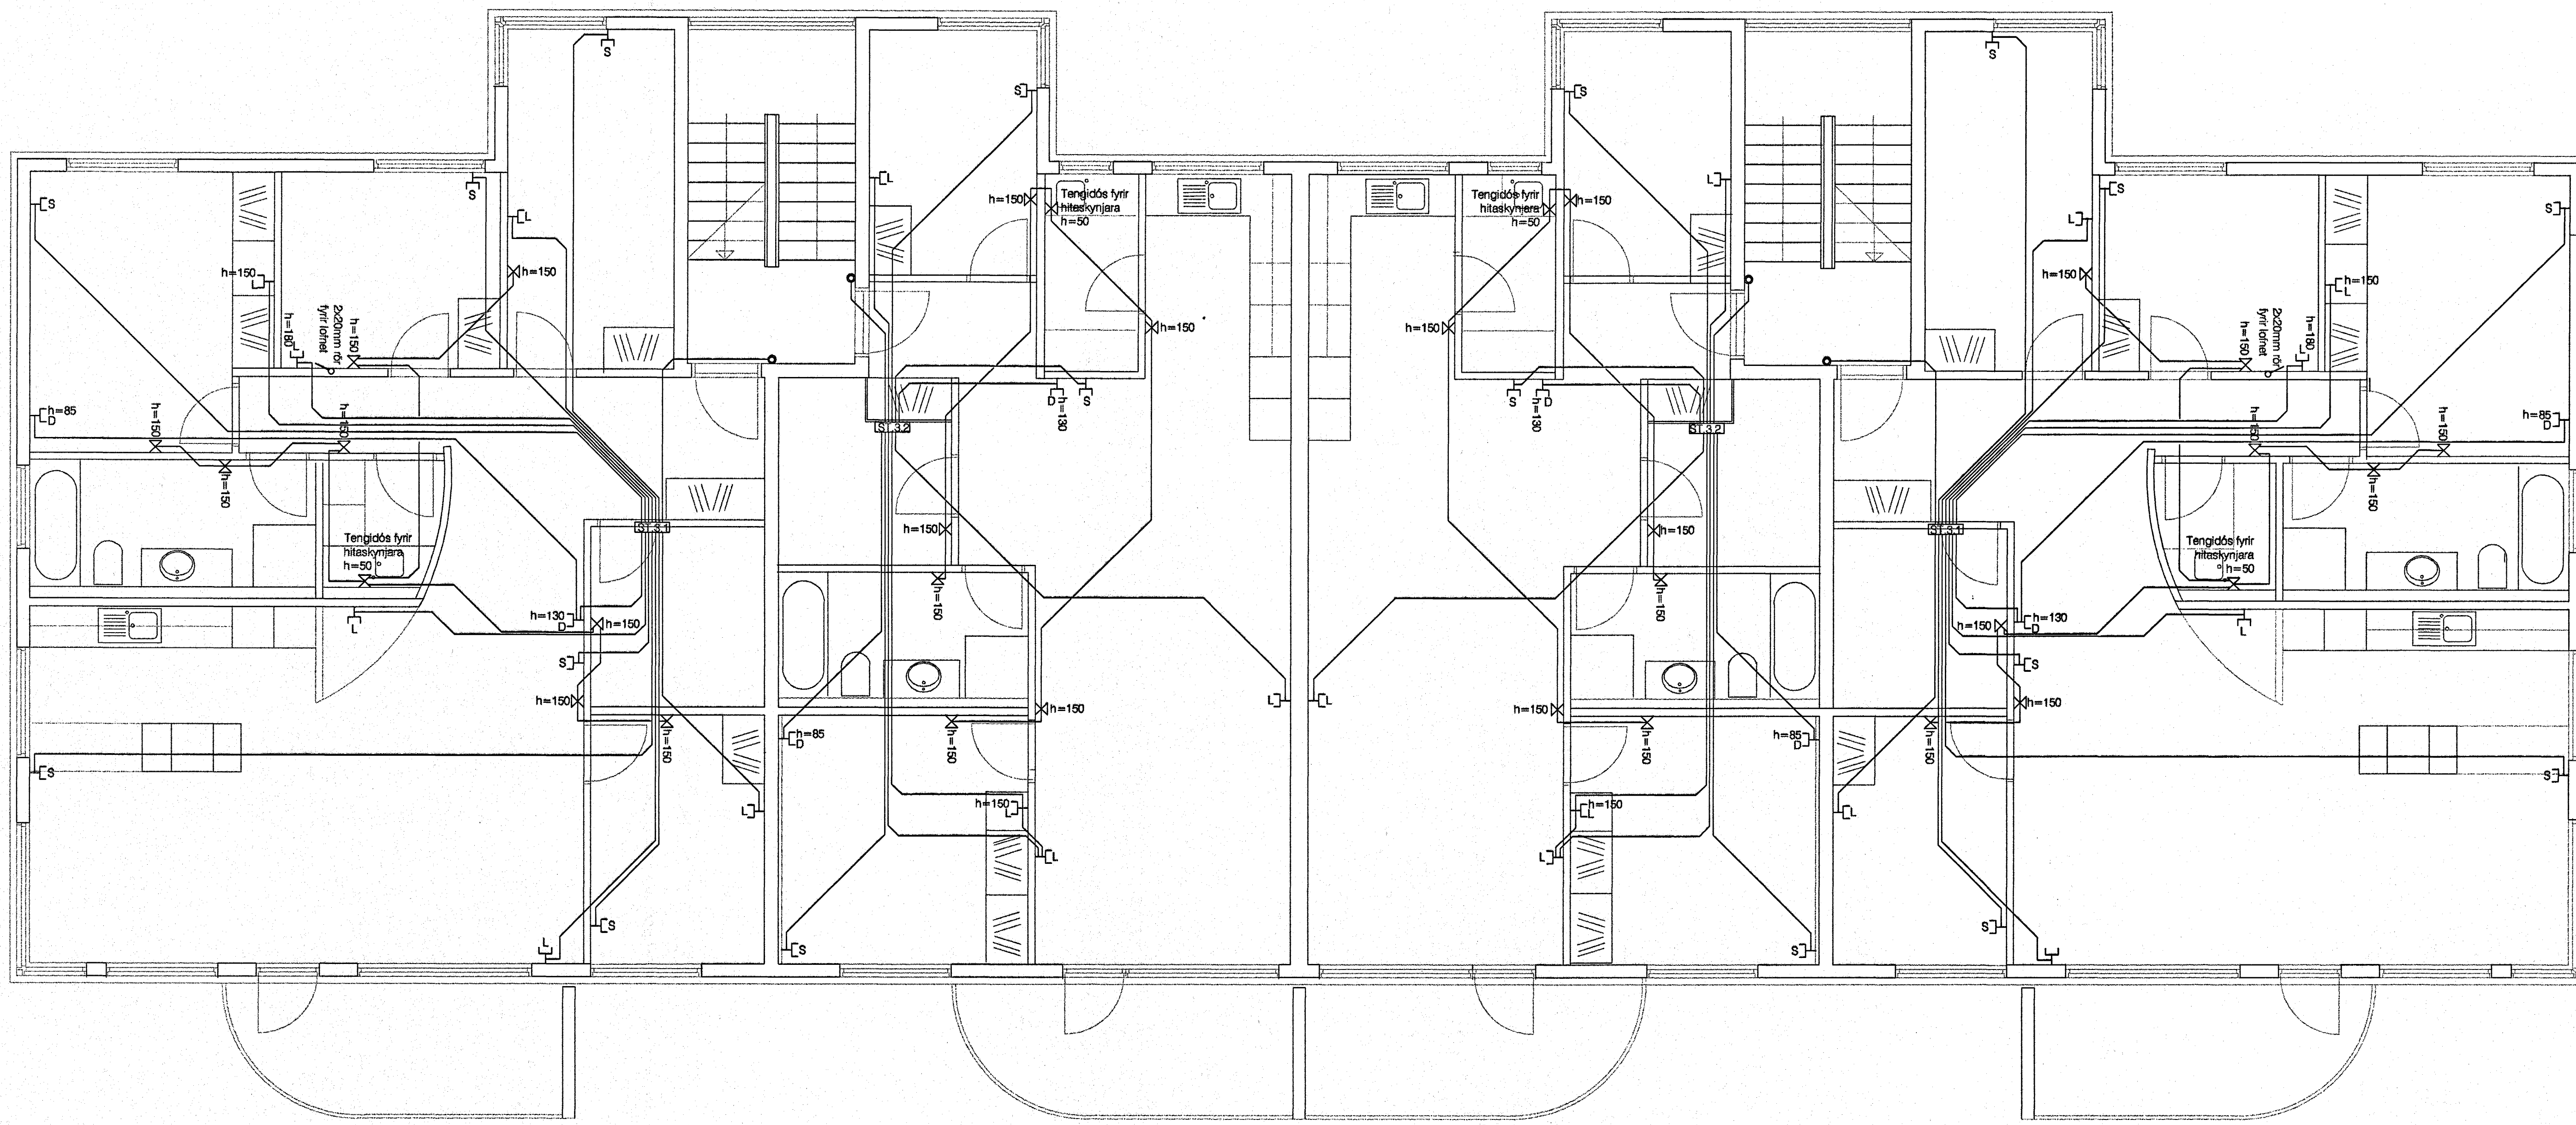 S
S
S
S
S
S
L
L
S
L
h=150
Tengidós fyrir
hitaskynjara
h=50
Tengidós fyrir
hitaskynjara
h=50
h=150
S
L
S
S
L
h=150
L
h=150
h=150
h=150
h=150
L
2x20mm rör
fyrir loftnet
h=150
h=180
L
h=150
h=150
2x20mm rör
fyrir loftnet
h=150
h=180
L
h=85
D
h=150
h=150
h=150
D
h=130
S
S
D
h=130
h=150
h=150
h=85
D
h=150
ST 3.2
ST 3.2
ST 3.1
ST 3.1
Tengidós fyrir
hitaskynjara
h=50
h=150
h=150
Tengidós fyrir
hitaskynjara
h=50
h=150
h=150
L
h=130
D
h=150
S
h=150
h=130
D
L
S
h=150
h=150
L
L
h=150
h=150
h=150
h=150
h=150
h=150
h=85
D
h=85
D
S
S
L
h=150
L
h=150
L
L
L
L
S
S
S
S
L
L